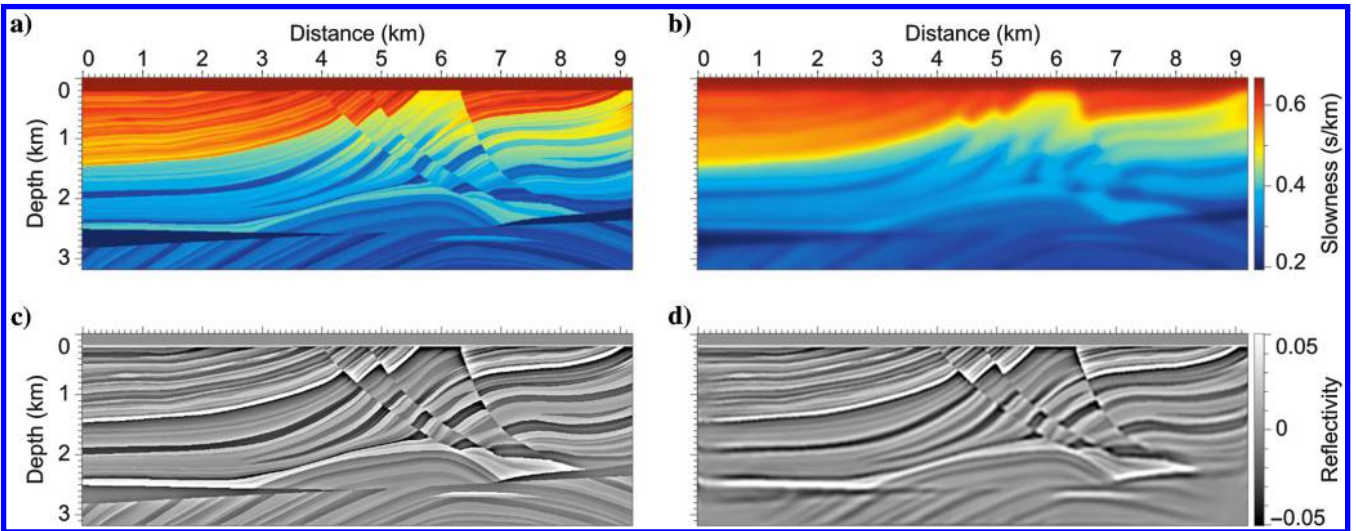 a)
Distance (km)
0 1 2 3 4 5 6 7 8 9
Depth (km)
0
1
2
3
b)
Distance (km)
0 1 2 3 4 5 6 7 8 9
0.6
0.4
0.2
Slowness (s/km)
c)
Depth (km)
0
1
2
3
d)
0.05
0
−0.05
Reflectivity